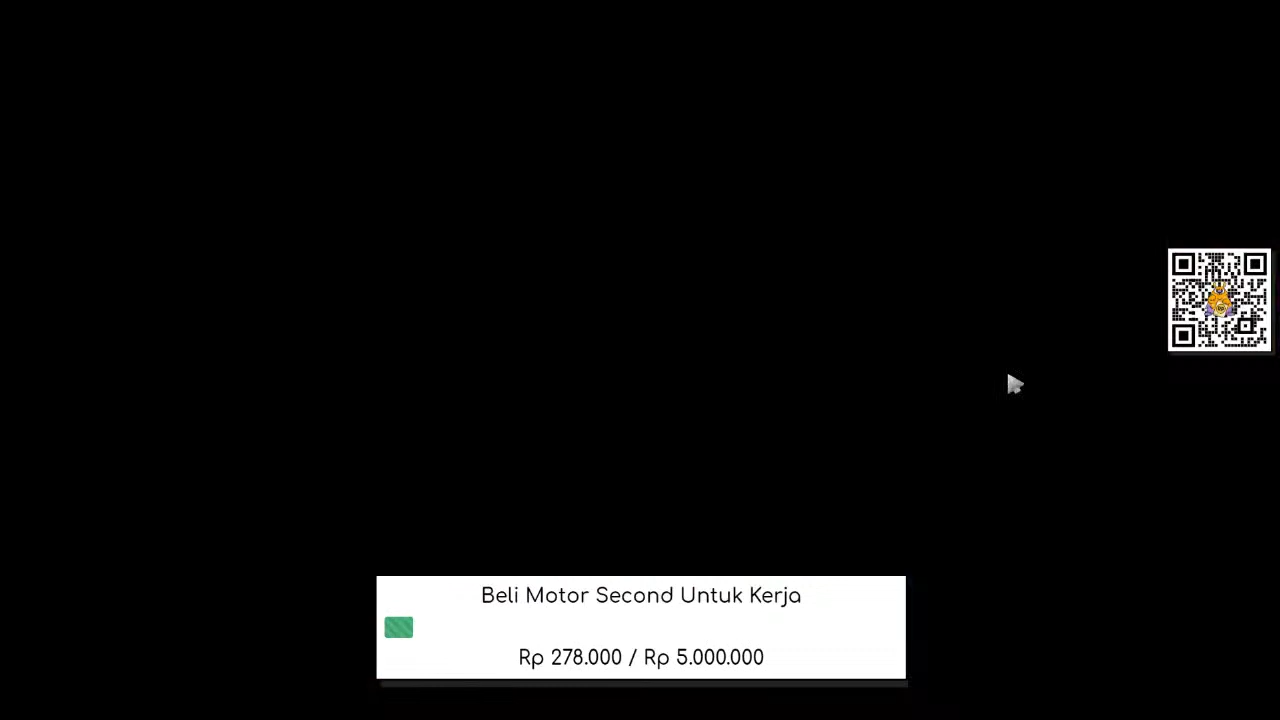 Beli Motor Second Untuk Kerja
Rp 278.000 / Rp 5.000.000